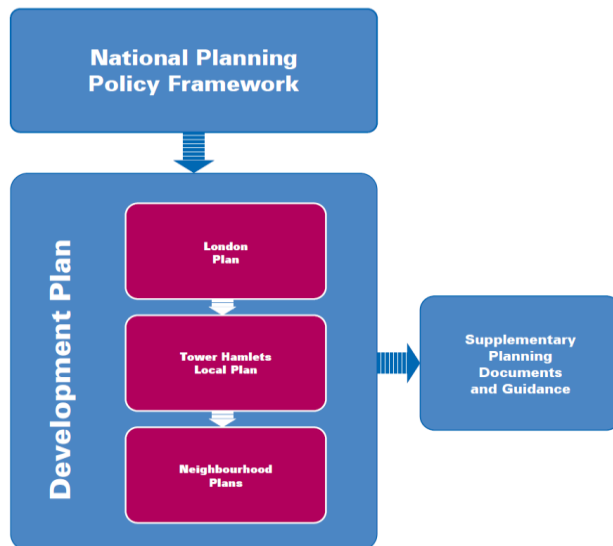 National Planning
Policy Framework
Development Plan
London
Plan
Tower Hamlets
Local Plan
Neighbourhood
Plans
Supplementary
Planning
Documents
and Guidance